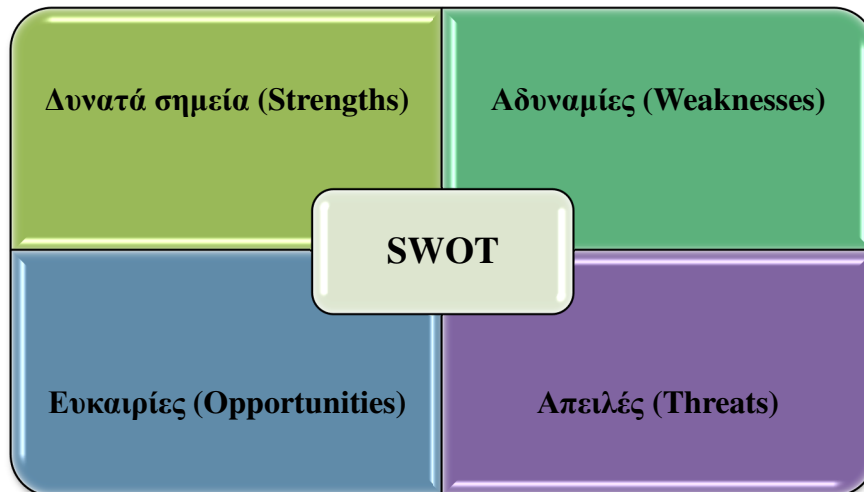 Δυνατά σημεία (Strengths)
Αδυναμίες (Weaknesses)
SWOT
Ευκαιρίες (Opportunities)
Απειλές (Threats)